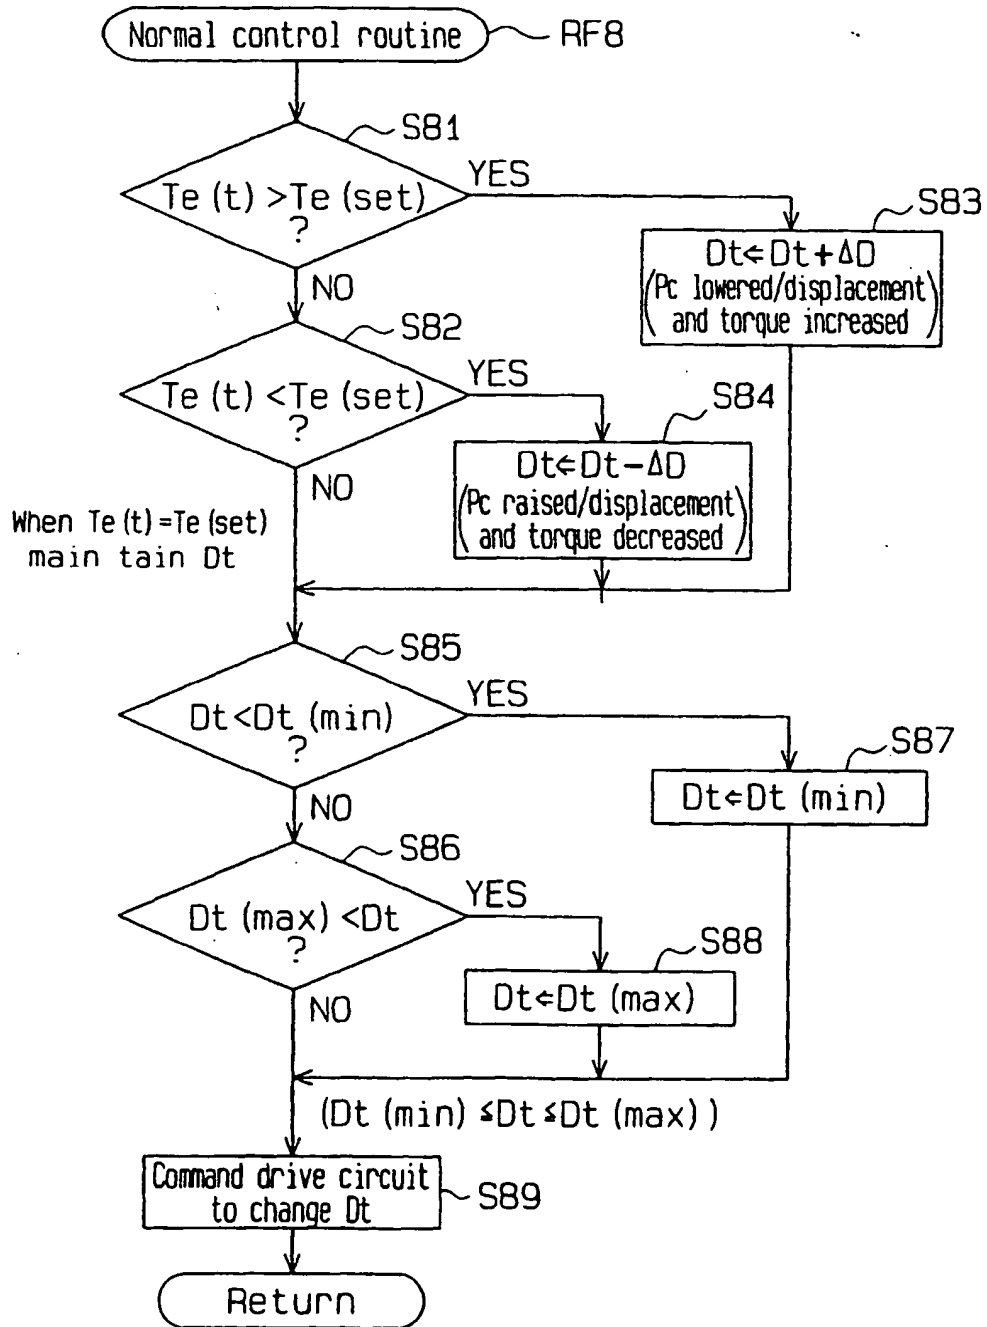 Normal control routine
RF8
S81
Te (t) >Te (set)
?
YES
NO
S83
Dt⇐Dt+ΔD
(Pc lowered/displacement
and torque increased)
S82
Te (t) <Te (set)
?
YES
NO
S84
Dt⇐Dt−ΔD
(Pc raised/displacement
and torque decreased)
When Te (t) =Te (set)
main tain Dt
S85
Dt<Dt (min)
?
YES
NO
S87
Dt⇐Dt (min)
S86
Dt (max) <Dt
?
YES
NO
S88
Dt⇐Dt (max)
(Dt (min) ≦Dt ≦Dt (max) )
Command drive circuit
to change Dt
S89
Return